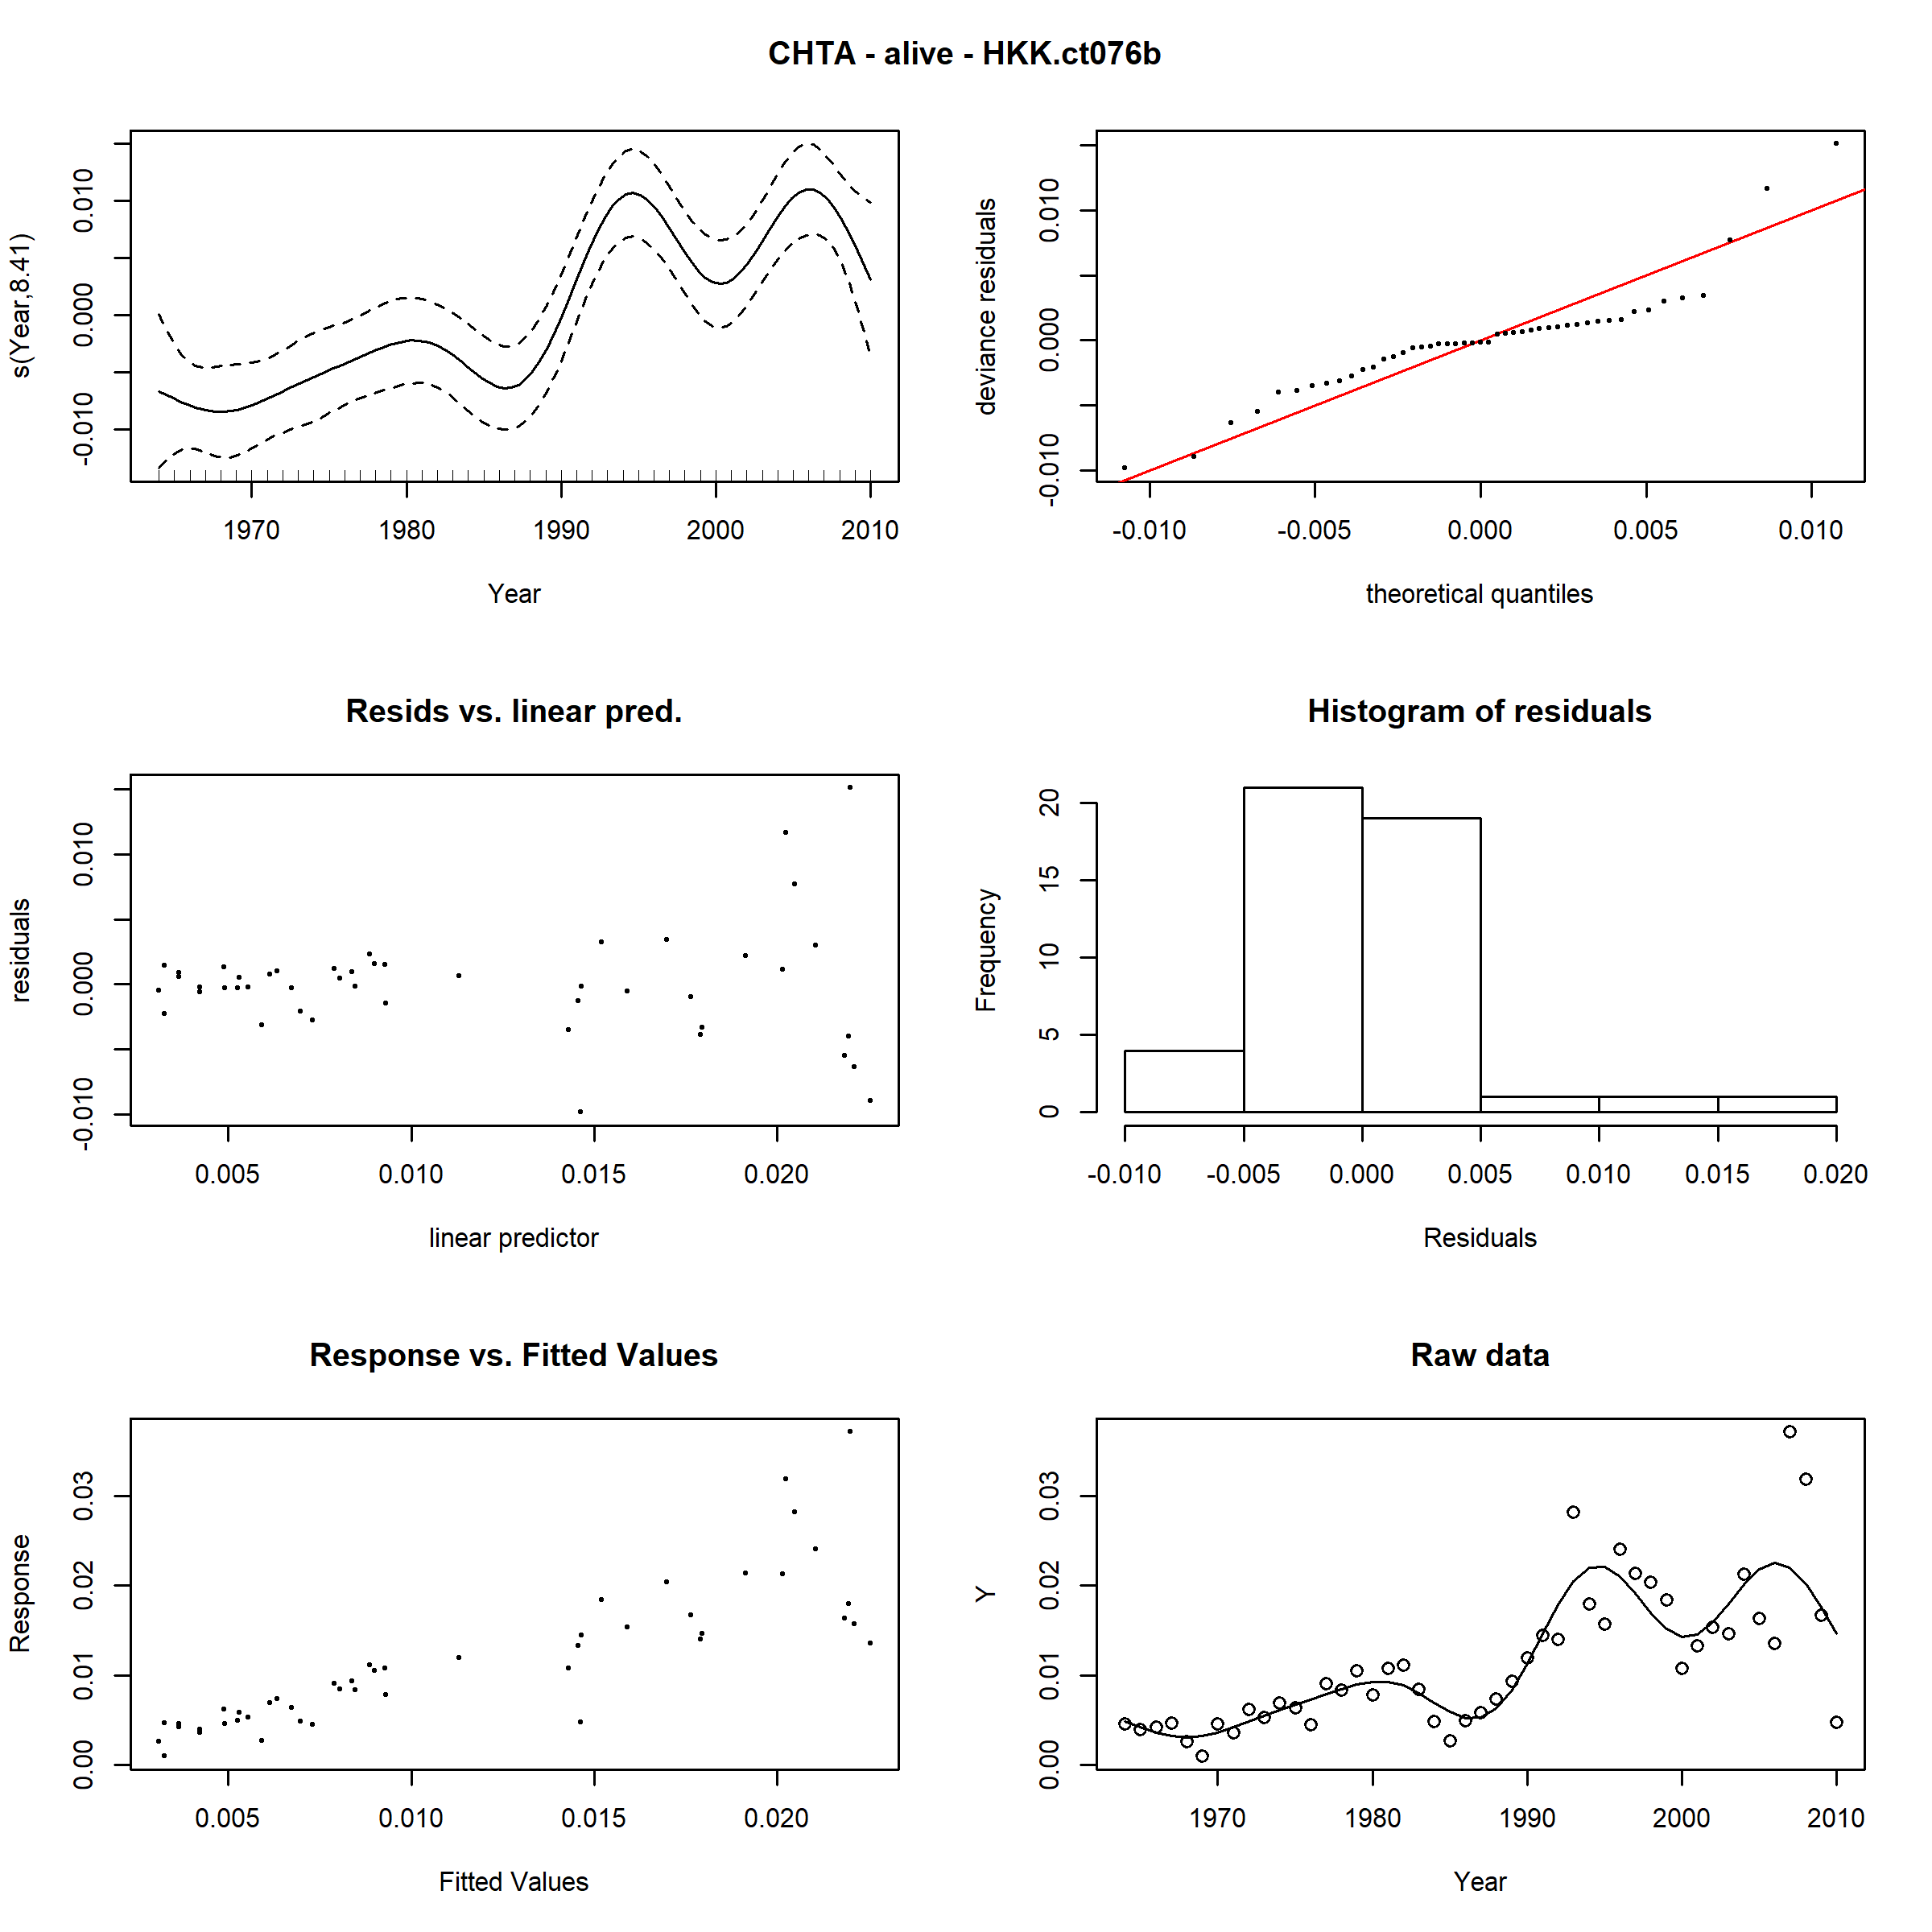 CHTA - alive - HKK.ct076b
s(Year,8.41)
-0.010 0.000 0.010
1970 1980 1990 2000 2010
Year
deviance residuals
-0.010 0.000 0.010
-0.010 -0.005 0.000 0.005 0.010
theoretical quantiles
Resids vs. linear pred.
residuals
-0.010 0.000 0.010
0.005 0.010 0.015 0.020
linear predictor
Histogram of residuals
Frequency
0 5 10 15 20
-0.010 -0.005 0.000 0.005 0.010 0.015 0.020
Residuals
Response vs. Fitted Values
Response
0.00 0.01 0.02 0.03
0.005 0.010 0.015 0.020
Fitted Values
Raw data
Y
0.00 0.01 0.02 0.03
1970 1980 1990 2000 2010
Year